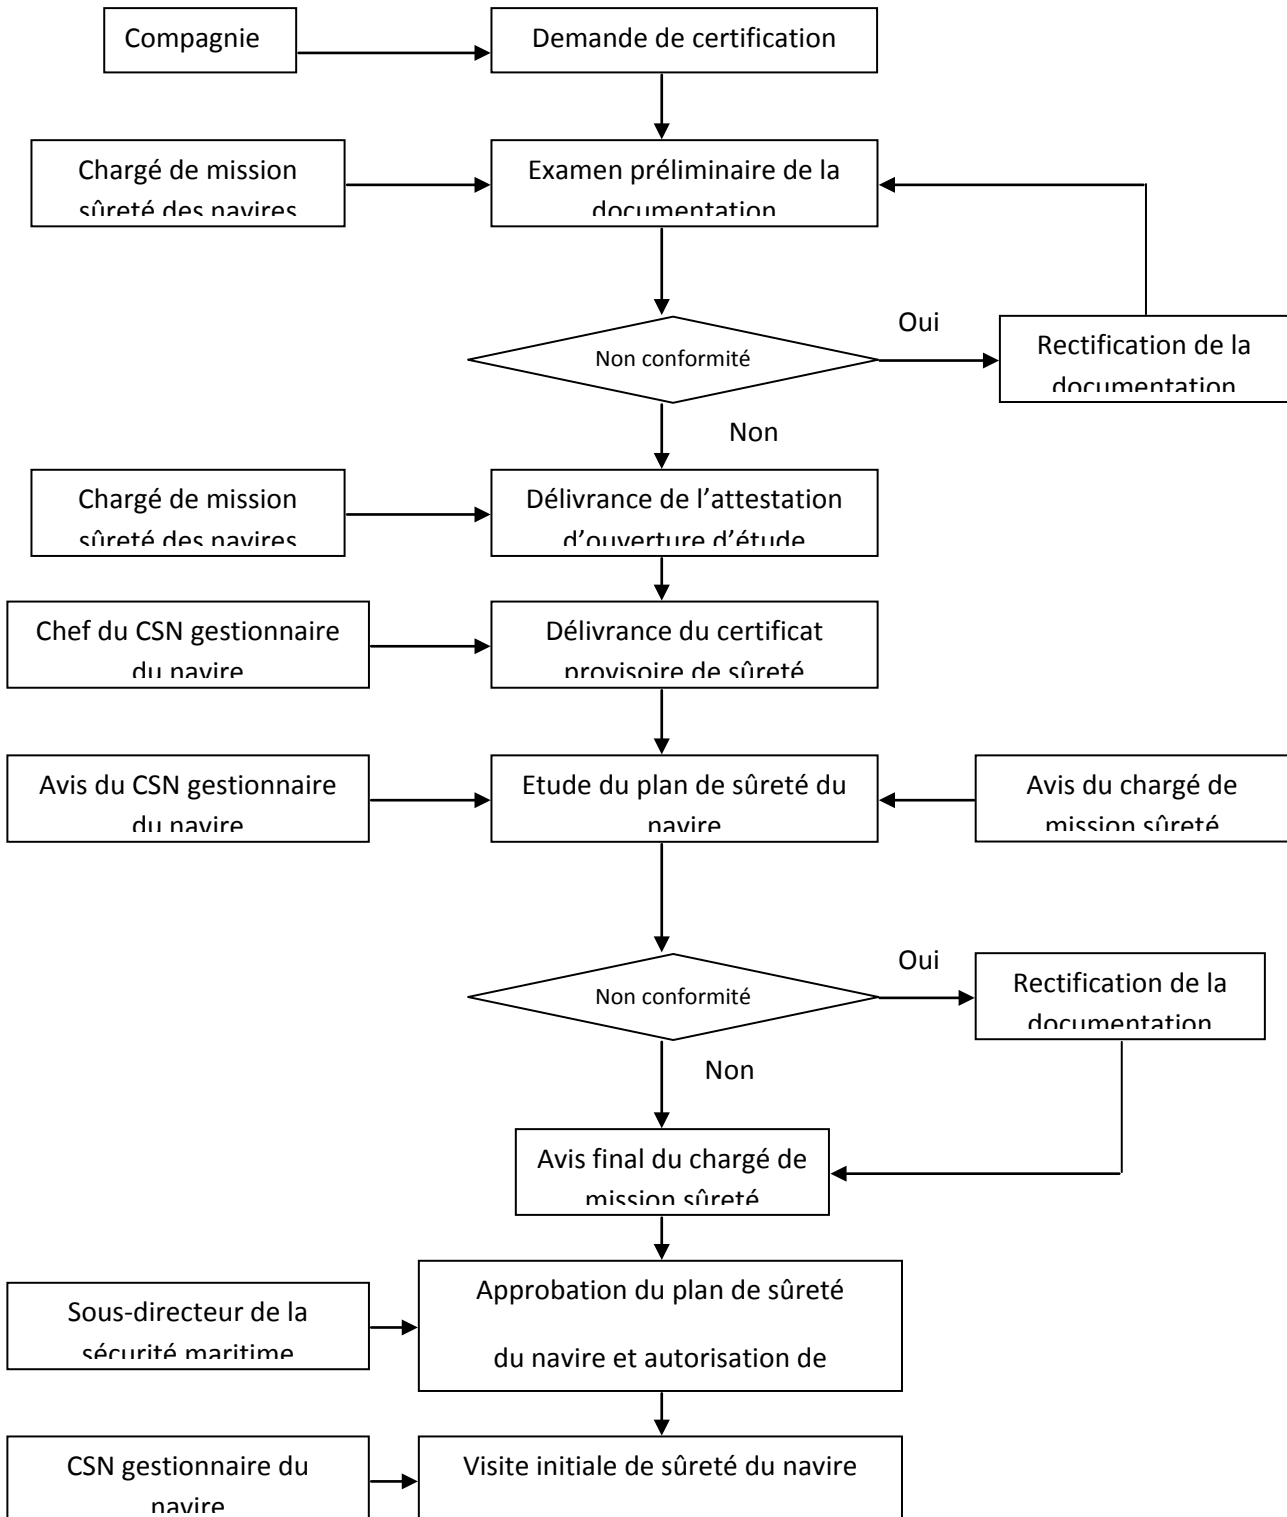 Compagnie
Demande de certification
Chargé de mission
sûreté des navires
Examen préliminaire de la
documentation
Non conformité
Oui
Rectification de la
documentation
Non
Chargé de mission
sûreté des navires
Délivrance de l’attestation
d’ouverture d’étude
Chef du CSN gestionnaire
du navire
Délivrance du certificat
provisoire de sûreté
Avis du CSN gestionnaire
du navire
Etude du plan de sûreté du
navire
Avis du chargé de
mission sûreté
Non conformité
Oui
Rectification de la
documentation
Non
Avis final du chargé de
mission sûreté
Sous-directeur de la
sécurité maritime
Approbation du plan de sûreté
du navire et autorisation de
CSN gestionnaire du
navire
Visite initiale de sûreté du navire